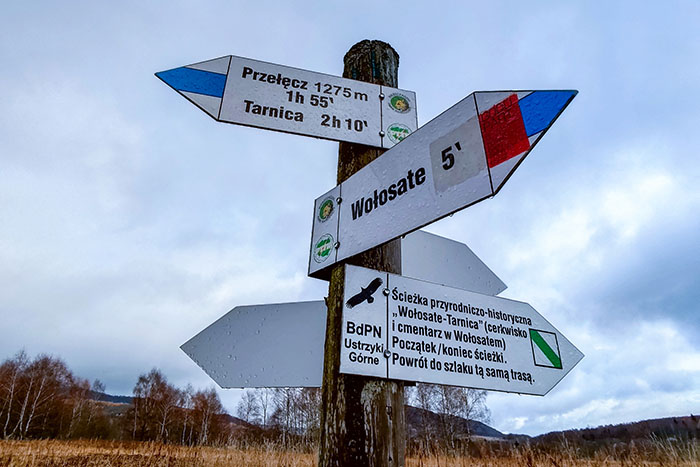 Przełęcz 1275m
1h 55'
Tarnica 2h 10'
Wołosate 5'
BdPN
Ustrzyki
Górne
Ścieżka przyrodniczo-historyczna
„Wołosate-Tarnica" (cerkwisko
i cmentarz w Wołosatem)
Początek/koniec ścieżki.
Powrót do szlaku tą samą trasą.